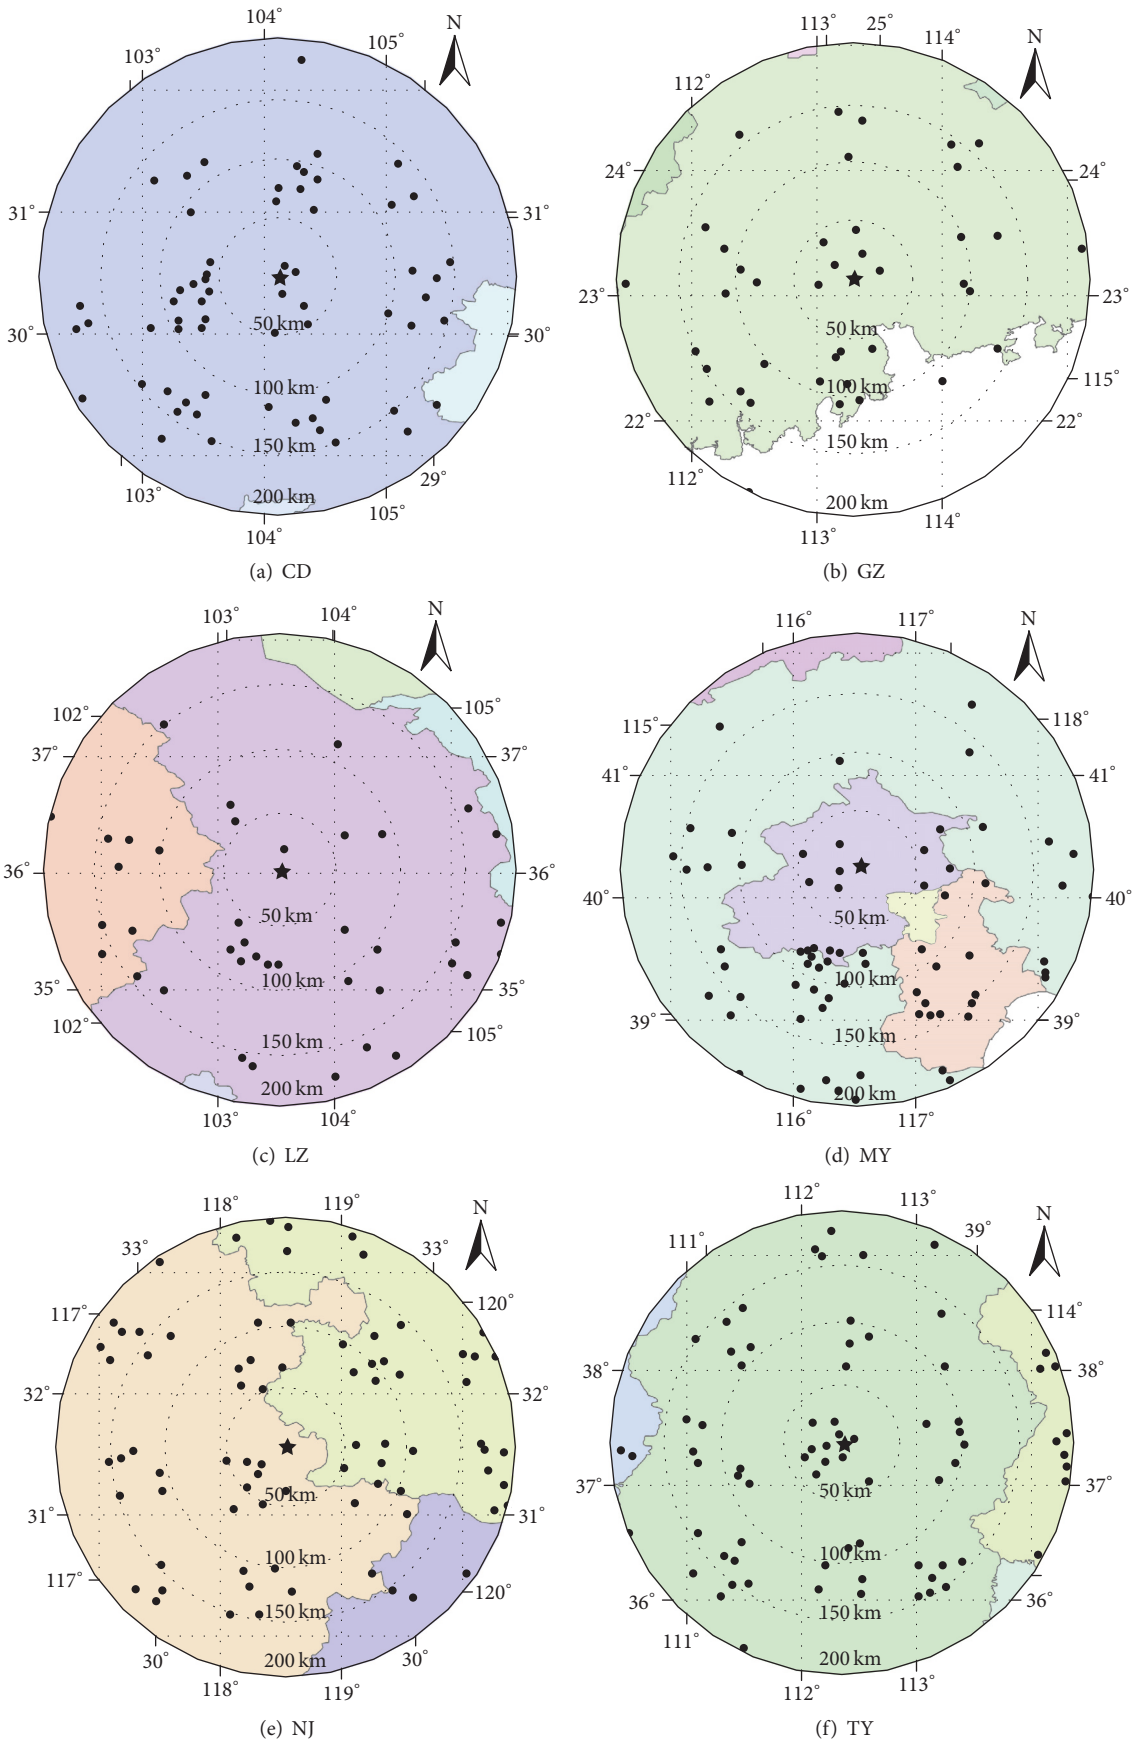 104°
105°
N
103°
31°
31°
30°
30°
50 km
100 km
150 km
200 km
103°
29°
105°
104°
(a) CD
113°
25°
114°
N
112°
24°
24°
23°
23°
50 km
100 km
115°
22°
22°
150 km
112°
200 km
113°
114°
(b) GZ
103°
104°
N
102°
105°
37°
37°
36°
36°
50 km
100 km
35°
35°
102°
105°
150 km
200 km
103°
104°
(c) LZ
116°
117°
N
115°
118°
41°
41°
40°
40°
50 km
100 km
39°
39°
150 km
200 km
116°
117°
(d) MY
118°
119°
N
33°
33°
117°
120°
32°
32°
50 km
31°
31°
100 km
117°
120°
150 km
30°
200 km
30°
118°
119°
(e) NJ
112°
113°
N
111°
39°
114°
38°
38°
37°
37°
50 km
100 km
36°
36°
150 km
111°
200 km
112°
113°
(f) TY